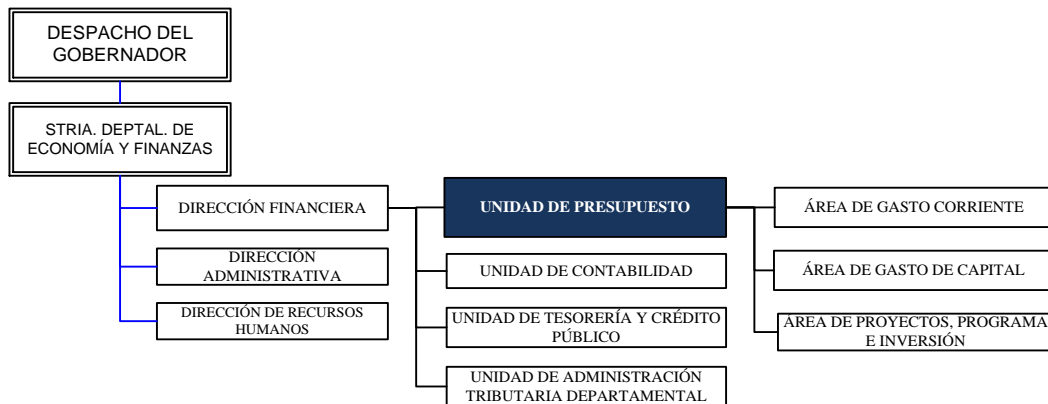 DESPACHO DEL
GOBERNADOR
STRIA. DEPTAL. DE
ECONOMÍA Y FINANZAS
DIRECCIÓN FINANCIERA
DIRECCIÓN
ADMINISTRATIVA
DIRECCIÓN DE RECURSOS
HUMANOS
UNIDAD DE PRESUPUESTO
UNIDAD DE CONTABILIDAD
UNIDAD DE TESORERÍA Y CRÉDITO
PÚBLICO
UNIDAD DE ADMINISTRACIÓN
TRIBUTARIA DEPARTAMENTAL
ÁREA DE GASTO CORRIENTE
ÁREA DE GASTO DE CAPITAL
ÁREA DE PROYECTOS, PROGRAMA
E INVERSIÓN